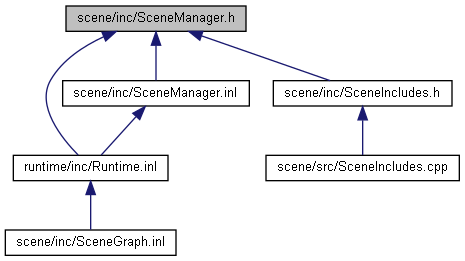 scene/inc/SceneManager.h
scene/inc/SceneManager.inl
scene/inc/SceneIncludes.h
runtime/inc/Runtime.inl
scene/src/SceneIncludes.cpp
scene/inc/SceneGraph.inl